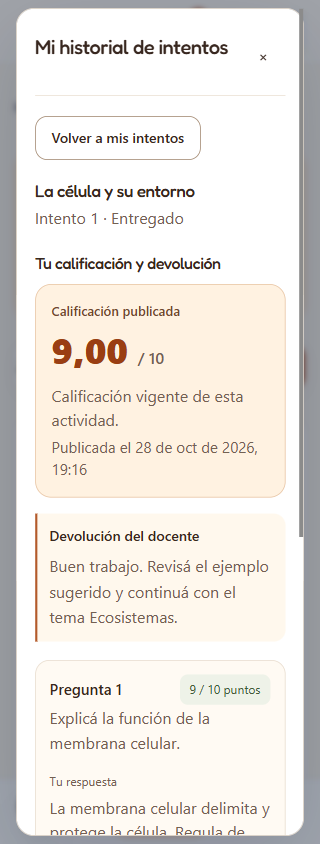 Mi historial de intentos
×
Volver a mis intentos
La célula y su entorno
Intento 1 · Entregado
Tu calificación y devolución
Calificación publicada
9,00 / 10
Calificación vigente de esta
actividad.
Publicada el 28 de oct de 2026,
19:16
Devolución del docente
Buen trabajo. Revisá el ejemplo
sugerido y continuá con el
tema Ecosistemas.
Pregunta 1
9 / 10 puntos
Explicá la función de la
membrana celular.
Tu respuesta
La membrana celular delimita y
protege la célula. Regula de